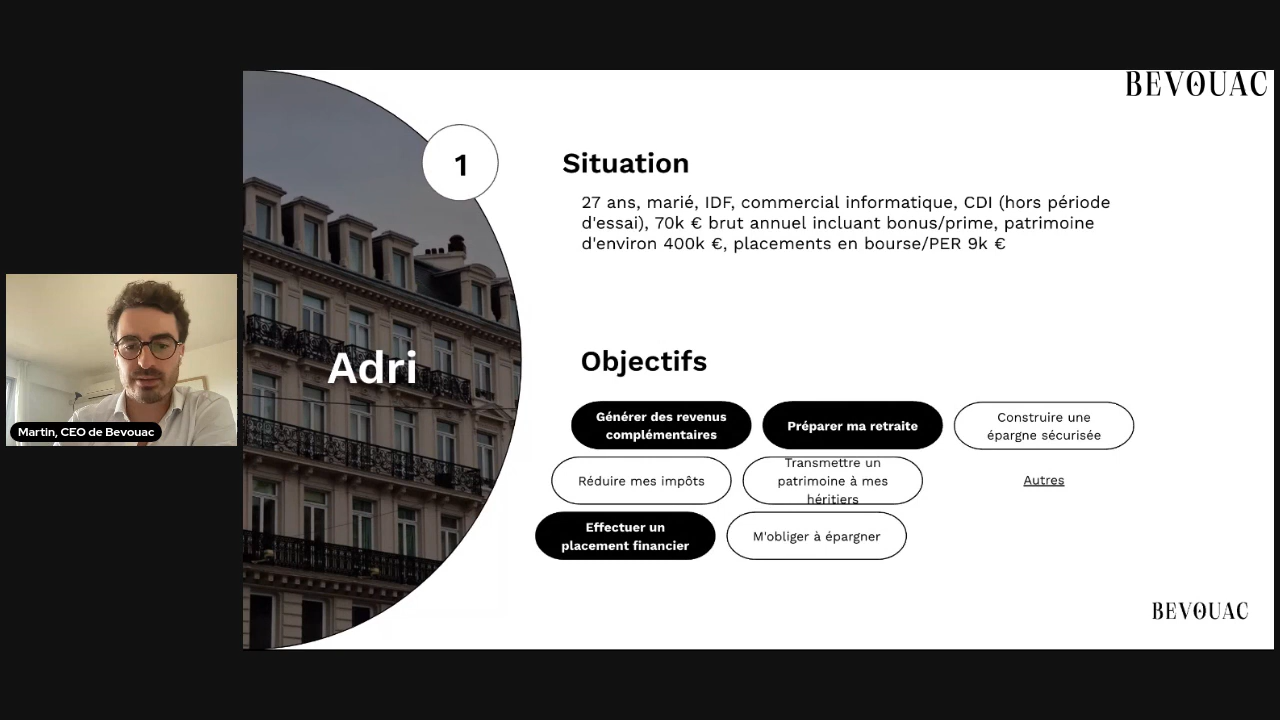 BEVOUAC
1
Situation
27 ans, marié, IDF, commercial informatique, CDI (hors période
d'essai), 70k € brut annuel incluant bonus/prime, patrimoine
d'environ 400k €, placements en bourse/PER 9k €
Adri
Objectifs
Générer des revenus
complémentaires
Préparer ma retraite
Construire une
épargne sécurisée
Réduire mes impôts
Transmettre un
patrimoine à mes
héritiers
Autres
Effectuer un
placement financier
M'obliger à épargner
Martin, CEO de Bevouac
BEVOUAC